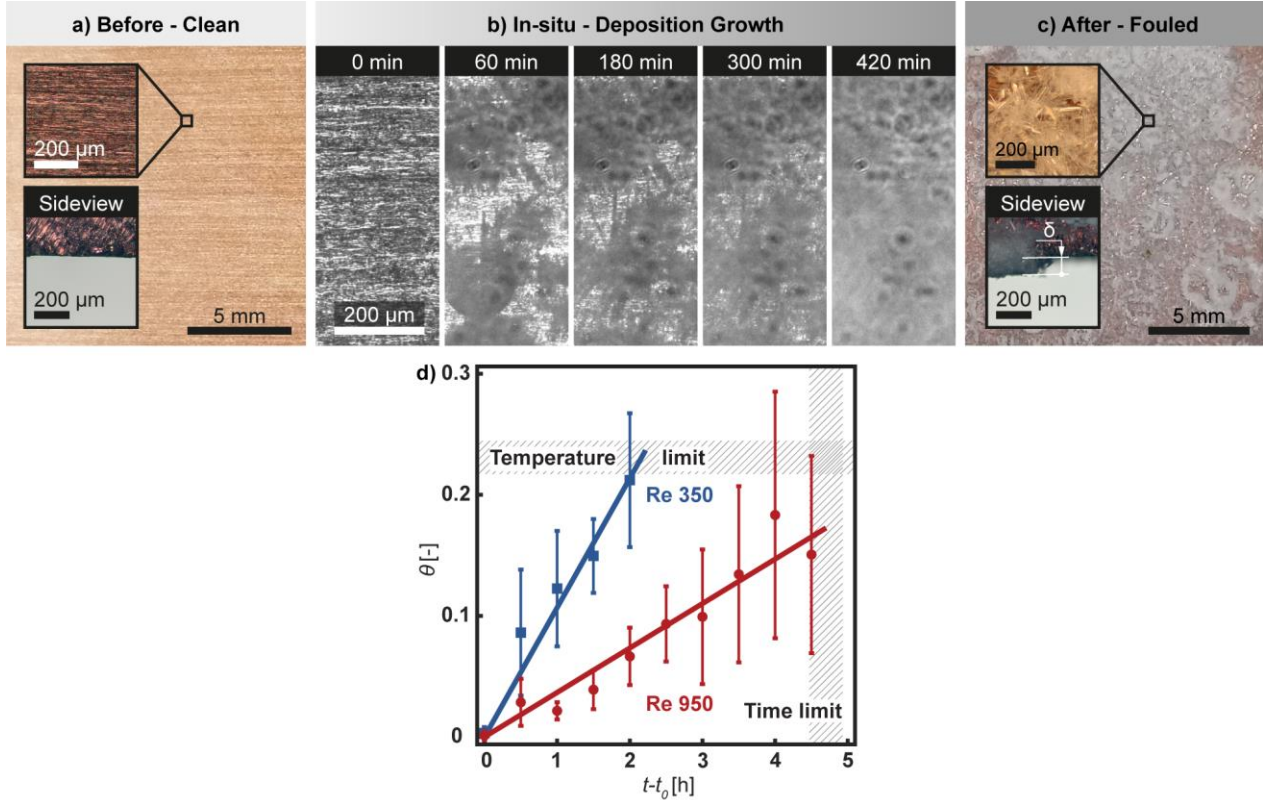 a) Before - Clean
200 µm
Sideview
200 µm
5 mm
b) In-situ - Deposition Growth
0 min
60 min
180 min
300 min
420 min
200 µm
c) After - Fouled
200 µm
Sideview
δ
200 µm
5 mm
d)
0.3
0.2
0.1
0
θ [-]
Temperature limit
Re 350
Re 950
Time limit
0
1
2
3
4
5
t-t₀ [h]